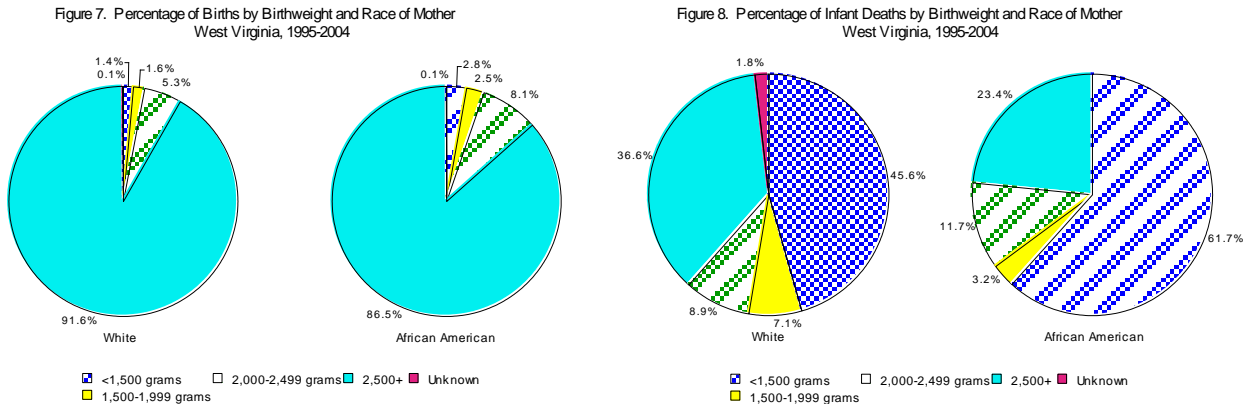 Figure 7. Percentage of Births by Birthweight and Race of Mother
West Virginia, 1995-2004
1.4%
0.1%
1.6%
5.3%
91.6%
White
0.1%
2.8%
2.5%
8.1%
86.5%
African American
<1,500 grams
2,000-2,499 grams
2,500+
Unknown
1,500-1,999 grams
Figure 8. Percentage of Infant Deaths by Birthweight and Race of Mother
West Virginia, 1995-2004
1.8%
36.6%
45.6%
8.9%
7.1%
White
23.4%
11.7%
3.2%
61.7%
African American
<1,500 grams
2,000-2,499 grams
2,500+
Unknown
1,500-1,999 grams